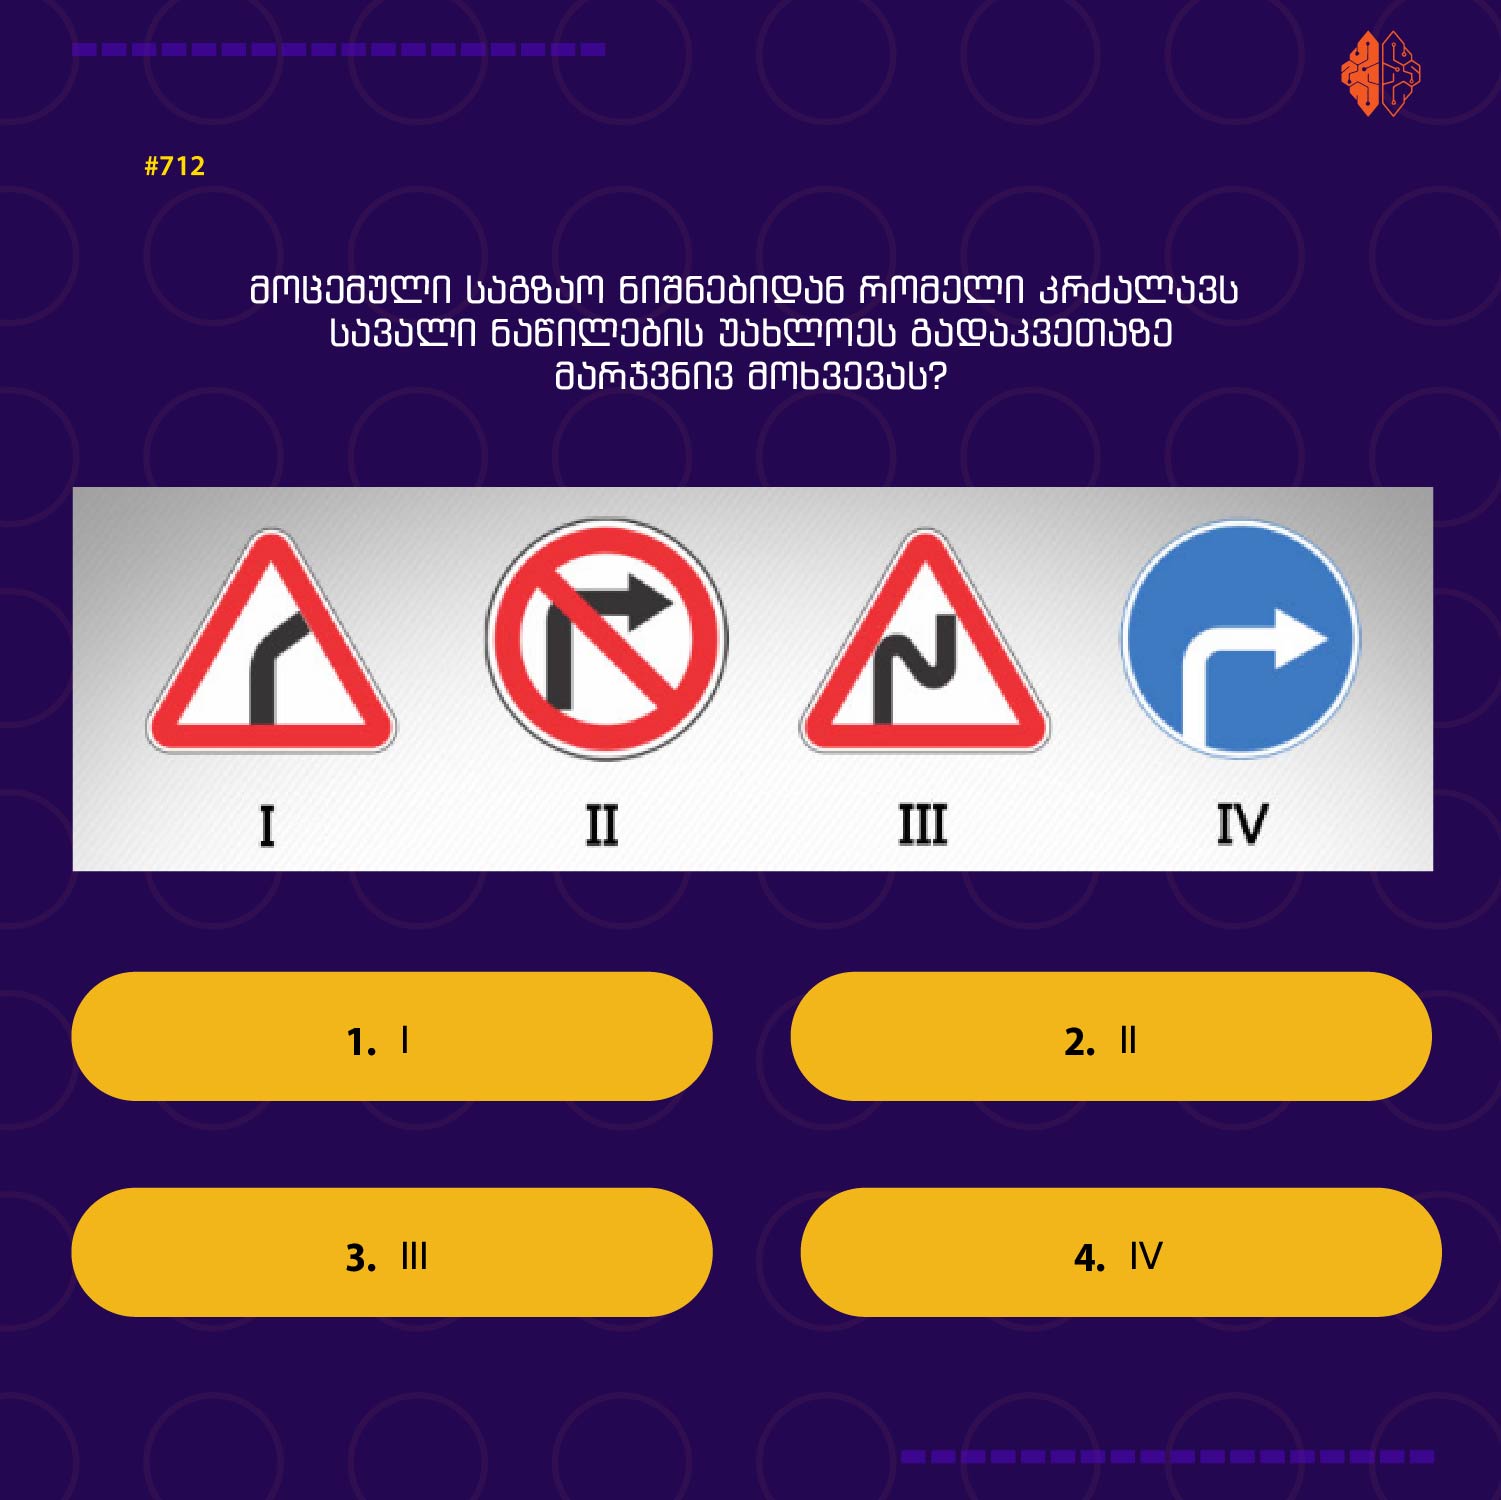 #712
მოცემული საგზაო ნიშნებიდან რომელი კრძალავს
სავალი ნაწილების უახლოეს გადაკვეთაზე
მარჯვნივ მოხვევას?
I II III IV
1. I
2. II
3. III
4. IV